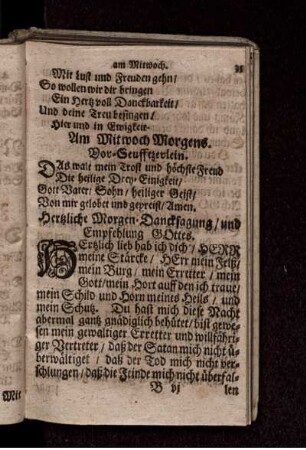 am Mitwoch. 35
Mit lust und Freuden gehn/
So wollen wir dir bringen
Ein Hertz voll Danckbarkeit/
Und deine Treu besingen/
Hier und in Ewigkeit.
Am Mitwoch Morgens.
Vor-Seufftzerlein.
DAs walt mein Trost und höchste Freud
Die heilige Drey-Einigkeit/
Gott Vater/ Sohn/ heiliger Geist/
Von mir gelobet und gepreist/ Amen.
Hertzliche Morgen-Dancksagung/ und
Empfehlung GOttes.
HErtzlich lieb hab ich dich/ HERR
meine Stärcke/ HErr mein Felß/
mein Burg/ mein Erretter/ mein
Gott/ mein Hort auff den ich traue/
mein Schild und Horn meines Heils/ und
mein Schutz. Du hast mich diese Nacht
abermal gantz gnädiglich behütet/ bist gewe-
sen mein gewaltiger Erretter und willfähri-
ger Vertretter/ daß der Satan mich nicht ü-
berwältiget/ daß der Tod mich nicht ver-
schlungen/ daß die Feinde mich nicht überfal-
B vj len
Mit